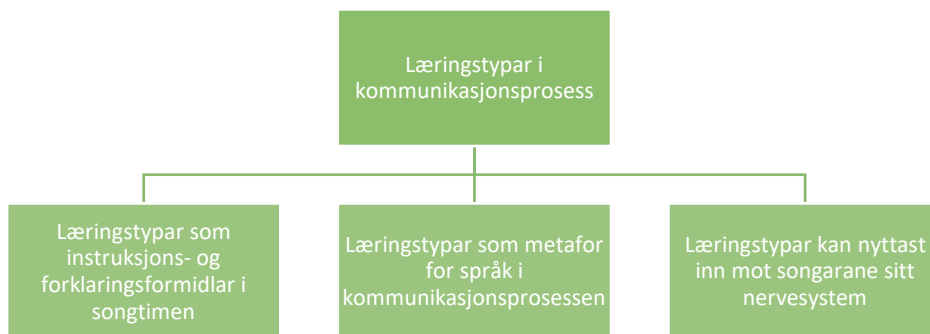 Læringstypar i
kommunikasjonsprosess
Læringstypar som
instruksjons- og
forklaringsformidlar i
songtimen
Læringstypar som metafor
for språk i
kommunikasjonsprosessen
Læringstypar kan nyttast
inn mot songarane sitt
nervesystem